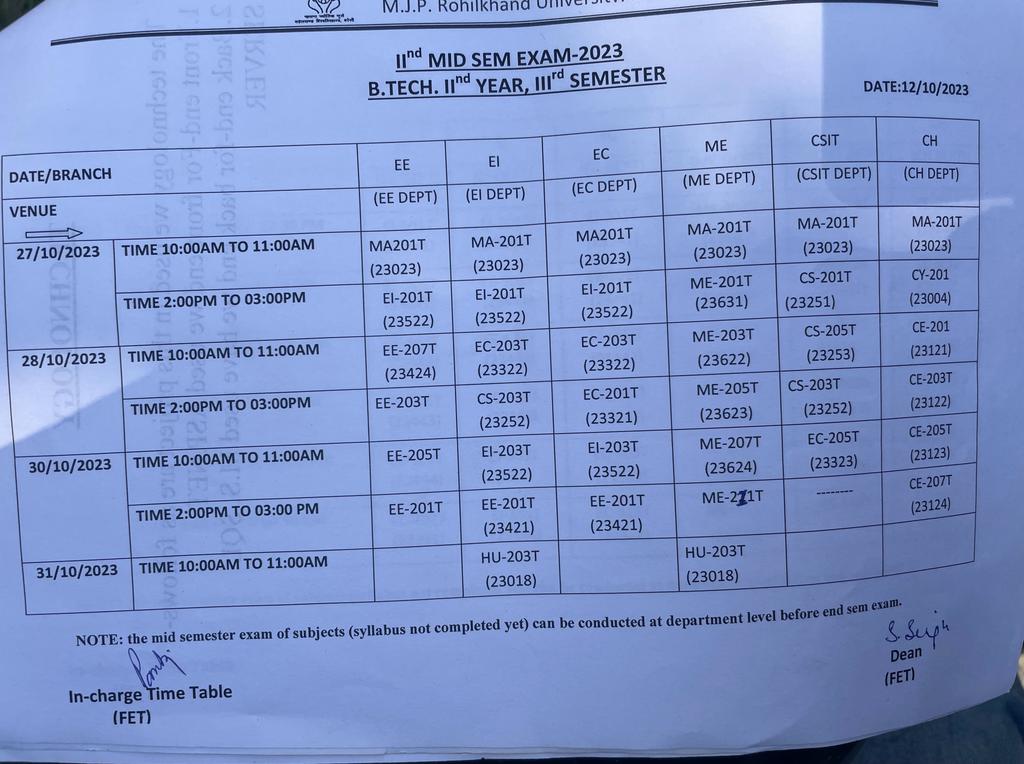 M.J.P. Rohilkhand University,
IInd MID SEM EXAM-2023
B.TECH. IInd YEAR, IIIrd SEMESTER
DATE:12/10/2023
DATE/BRANCH EE EI EC ME CSIT CH
VENUE (EE DEPT) (EI DEPT) (EC DEPT) (ME DEPT) (CSIT DEPT) (CH DEPT)
27/10/2023 TIME 10:00AM TO 11:00AM MA201T MA-201T MA201T MA-201T MA-201T MA-201T
(23023) (23023) (23023) (23023) (23023) (23023)
TIME 2:00PM TO 03:00PM EI-201T EI-201T EI-201T ME-201T CS-201T CY-201
(23522) (23522) (23522) (23631) (23251) (23004)
28/10/2023 TIME 10:00AM TO 11:00AM EE-207T EC-203T EC-203T ME-203T CS-205T CE-201
(23424) (23322) (23322) (23622) (23253) (23121)
TIME 2:00PM TO 03:00PM EE-203T CS-203T EC-201T ME-205T CS-203T CE-203T
(23252) (23321) (23623) (23252) (23122)
30/10/2023 TIME 10:00AM TO 11:00AM EE-205T EI-203T EI-203T ME-207T EC-205T CE-205T
(23522) (23522) (23624) (23323) (23123)
TIME 2:00PM TO 03:00 PM EE-201T EE-201T EE-201T -------- CE-207T
(23421) (23421) (23124)
31/10/2023 TIME 10:00AM TO 11:00AM HU-203T HU-203T
(23018) (23018)
NOTE: the mid semester exam of subjects (syllabus not completed yet) can be conducted at department level before end sem exam.
In-charge Time Table
(FET)
S. Singh
Dean
(FET)